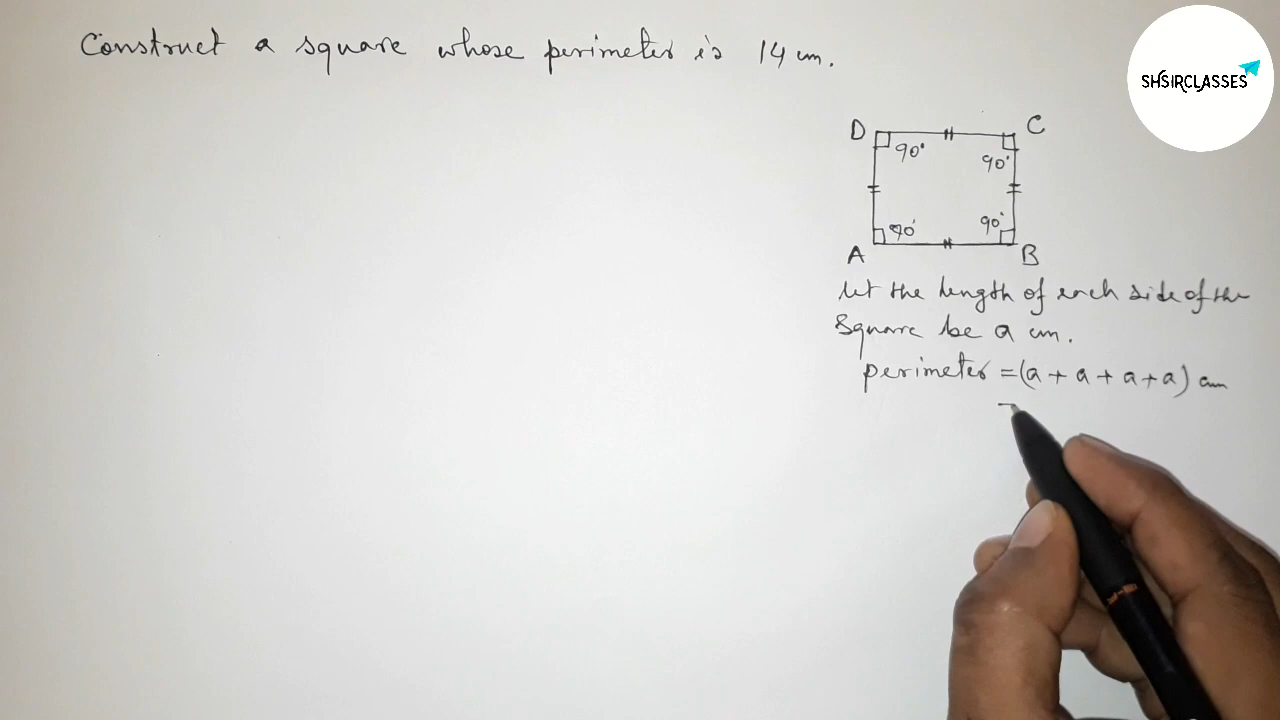 Construct a square whose perimeter is 14 cm.
SHSIRCLASSES
D C
90° 90°
90° 90°
A B
let the length of each side of the
square be a cm.
perimeter = (a + a + a + a) cm